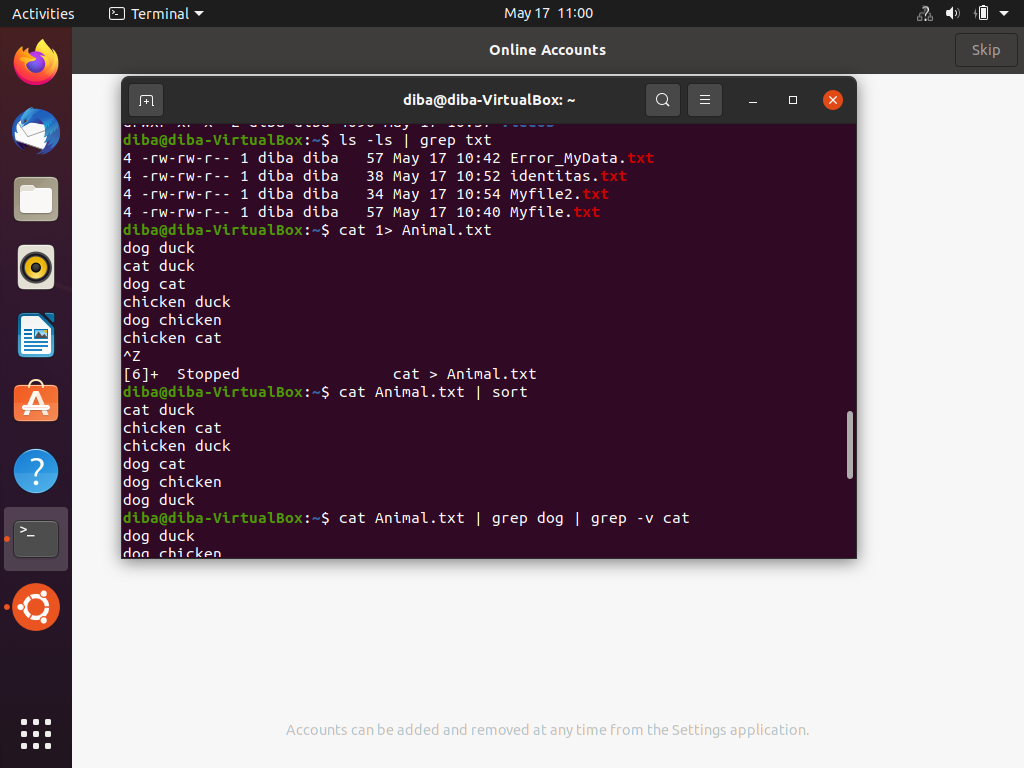 Activities Terminal May 17 11:00
Online Accounts Skip
diba@diba-VirtualBox: ~
diba@diba-VirtualBox:~$ ls -ls | grep txt
4 -rw-rw-r-- 1 diba diba   57 May 17 10:42 Error_MyData.txt
4 -rw-rw-r-- 1 diba diba   38 May 17 10:52 identitas.txt
4 -rw-rw-r-- 1 diba diba   34 May 17 10:54 Myfile2.txt
4 -rw-rw-r-- 1 diba diba   57 May 17 10:40 Myfile.txt
diba@diba-VirtualBox:~$ cat 1> Animal.txt
dog duck
cat duck
dog cat
chicken duck
dog chicken
chicken cat
^Z
[6]+  Stopped                 cat > Animal.txt
diba@diba-VirtualBox:~$ cat Animal.txt | sort
cat duck
chicken cat
chicken duck
dog cat
dog chicken
dog duck
diba@diba-VirtualBox:~$ cat Animal.txt | grep dog | grep -v cat
dog duck
dog chicken
Accounts can be added and removed at any time from the Settings application.